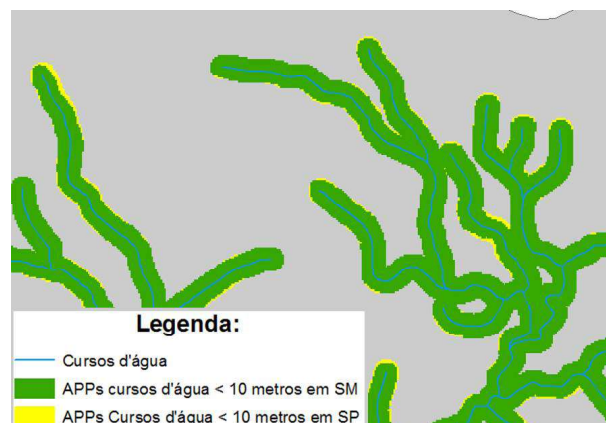 Legenda:
Cursos d'água
APPs cursos d'água < 10 metros em SM
APPs Cursos d'água < 10 metros em SP